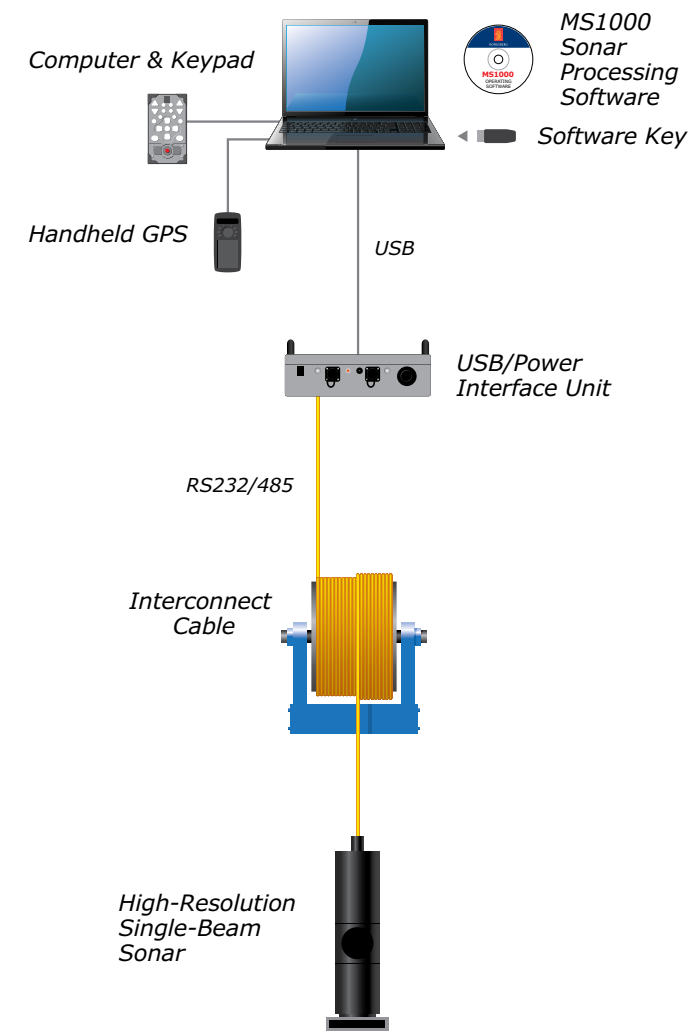 MS1000
Sonar
Processing
Software
Computer & Keypad
KONGSBERG
MS1000
OPERATING
SOFTWARE
Software Key
Handheld GPS
USB
USB/Power
Interface Unit
RS232/485
Interconnect
Cable
High-Resolution
Single-Beam
Sonar